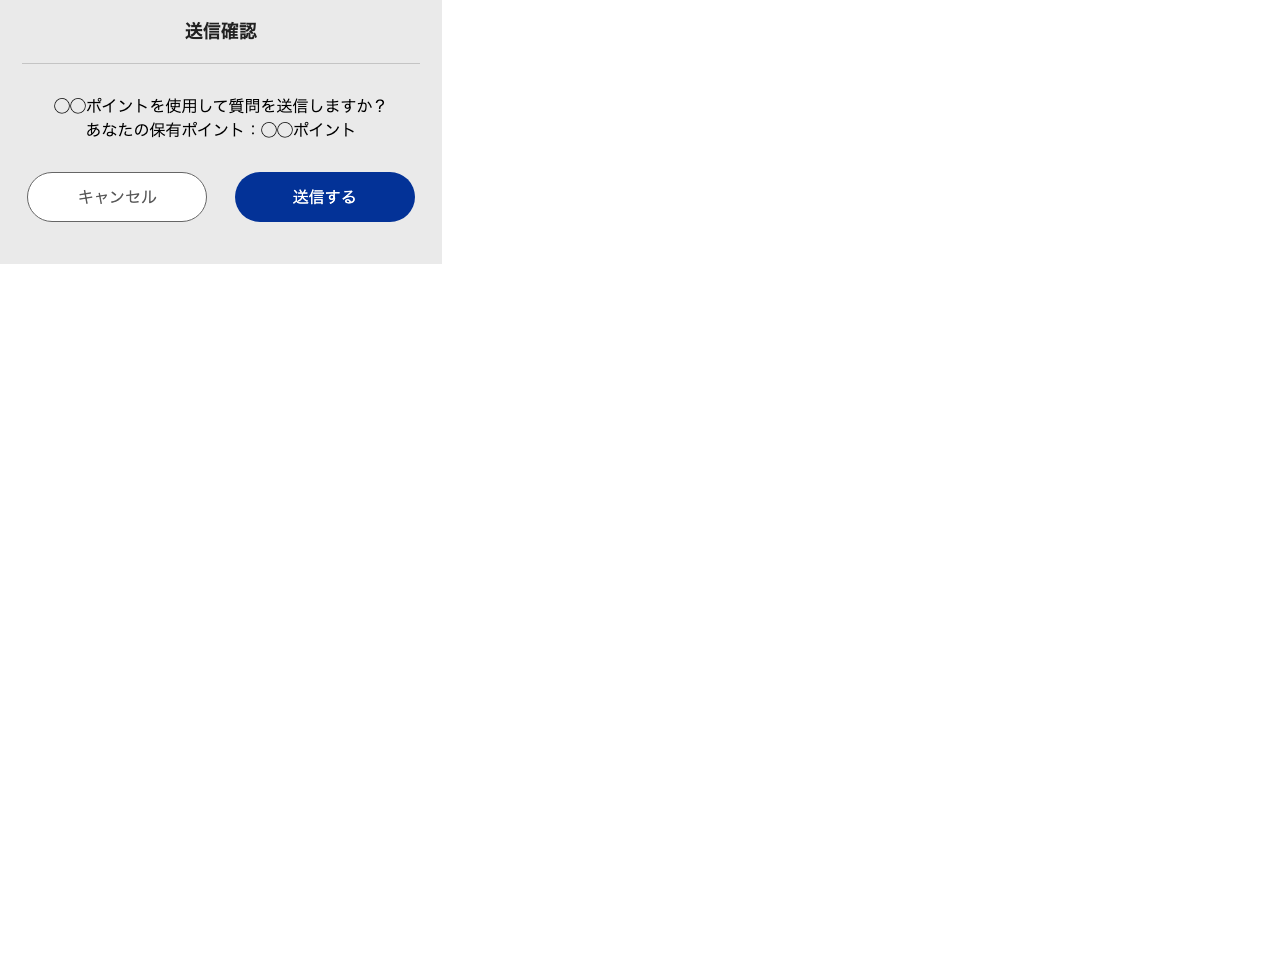 送信確認
◯◯ポイントを使用して質問を送信しますか？
あなたの保有ポイント：◯◯ポイント
キャンセル
送信する